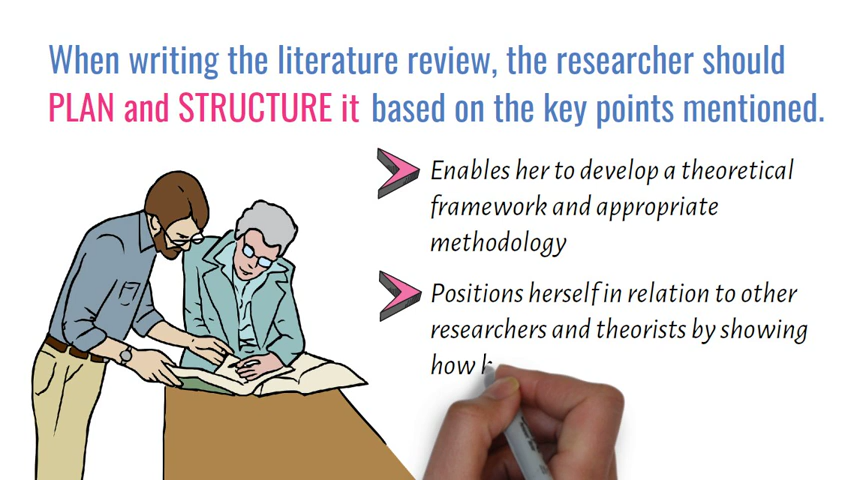 When writing the literature review, the researcher should
PLAN and STRUCTURE it based on the key points mentioned.
Enables her to develop a theoretical
framework and appropriate
methodology
Positions herself in relation to other
researchers and theorists by showing
how